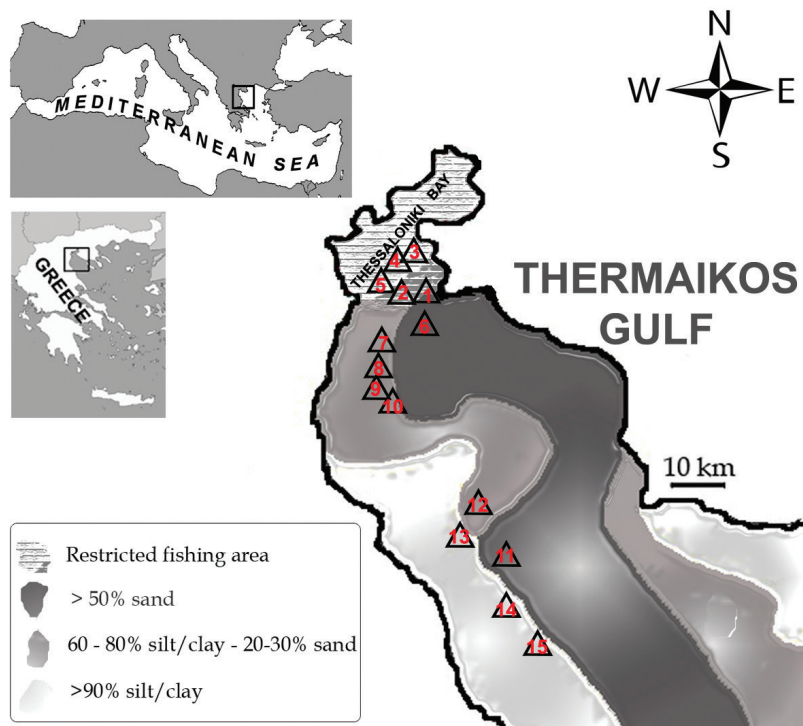 MEDITERRANEAN SEA
N
W E
S
GREECE
THESSALONIKI BAY
THERMAIKOS
GULF
3
4
5
2
1
6
7
8
9
10
10 km
12
13
11
14
15
Restricted fishing area
> 50% sand
60 - 80% silt/clay - 20-30% sand
>90% silt/clay